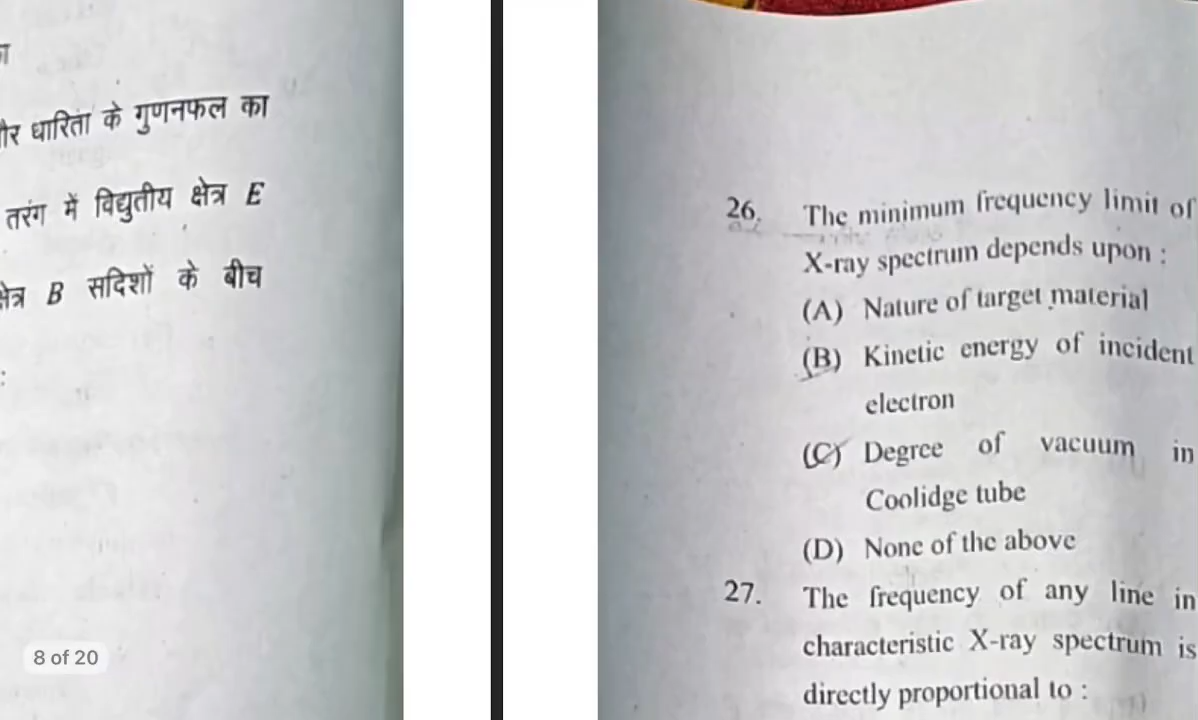 और धारिता के गुणनफल का
तरंग में विद्युतीय क्षेत्र E
क्षेत्र B सदिशों के बीच
:
8 of 20
26. The minimum frequency limit of
X-ray spectrum depends upon :
(A) Nature of target material
(B) Kinetic energy of incident
electron
(C) Degree of vacuum in
Coolidge tube
(D) None of the above
27. The frequency of any line in
characteristic X-ray spectrum is
directly proportional to :